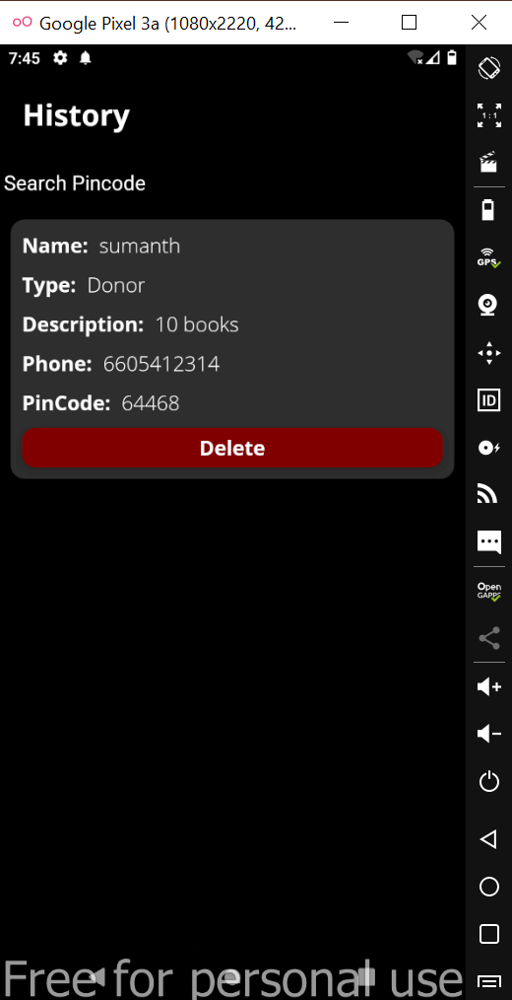 Google Pixel 3a (1080x2220, 42...
7:45
History
Search Pincode
Name: sumanth
Type: Donor
Description: 10 books
Phone: 6605412314
PinCode: 64468
Delete
Free for personal use
1:1
GPS
ID
Open
GAPPS